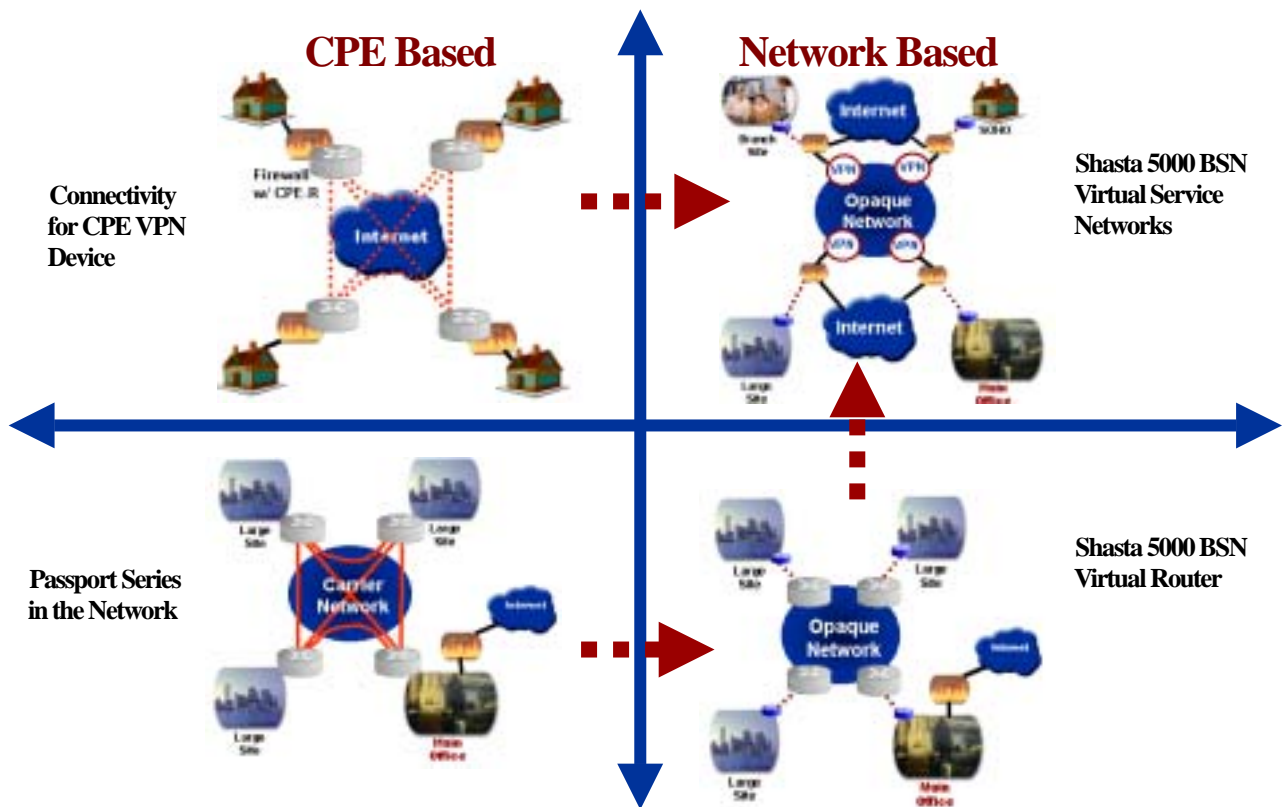 CPE Based
Network Based
Firewall
w/ CPE-R
Internet
Connectivity
for CPE VPN
Device
Internet
Branch
Site
SOHO
VPN
VPN
Opaque
Network
VPN
VPN
Internet
Large
Site
Main
Office
Shasta 5000 BSN
Virtual Service
Networks
Passport Series
in the Network
Large
Site
Large
Site
Carrier
Network
Internet
Large
Site
Main
Office
Large
Site
Large
Site
Opaque
Network
Internet
Large
Site
Main
Office
Shasta 5000 BSN
Virtual Router